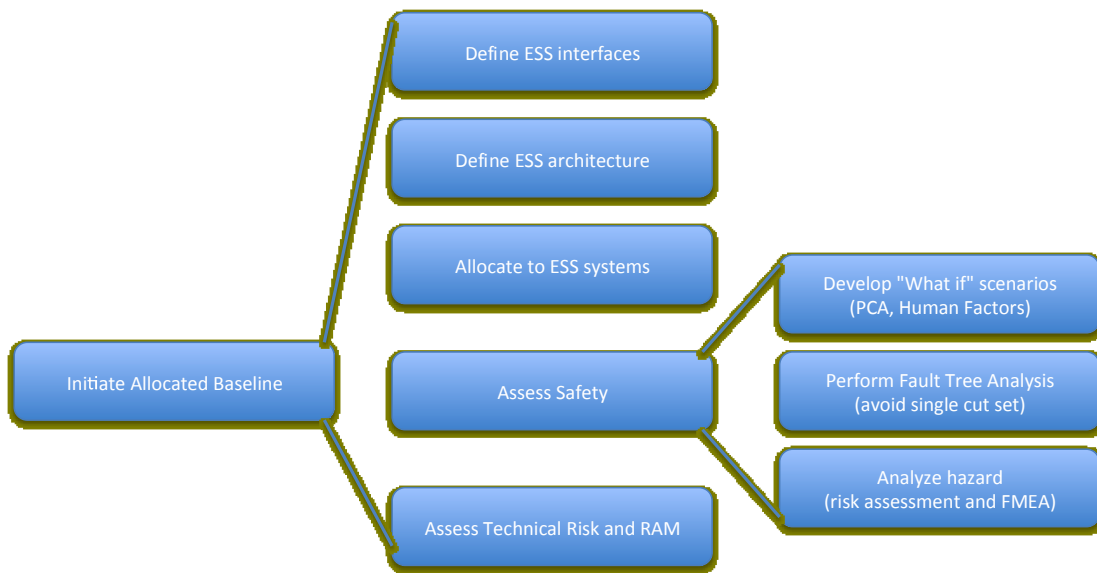 Define ESS interfaces
Define ESS architecture
Allocate to ESS systems
Initiate Allocated Baseline
Assess Safety
Assess Technical Risk and RAM
Develop "What if" scenarios
(PCA, Human Factors)
Perform Fault Tree Analysis
(avoid single cut set)
Analyze hazard
(risk assessment and FMEA)